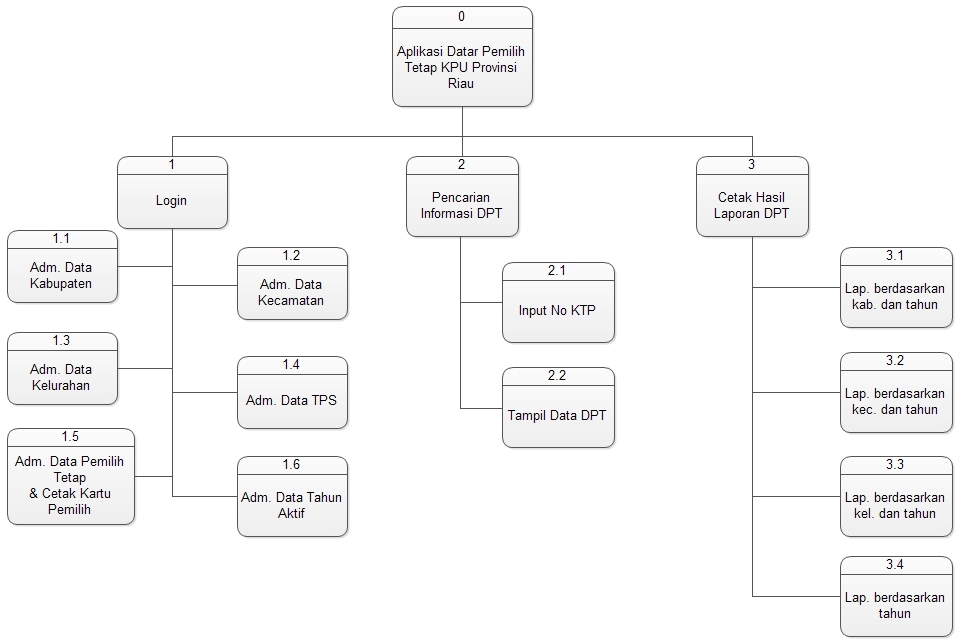 0
Aplikasi Datar Pemilih
Tetap KPU Provinsi
Riau
1
Login
2
Pencarian
Informasi DPT
3
Cetak Hasil
Laporan DPT
1.1
Adm. Data
Kabupaten
1.2
Adm. Data
Kecamatan
1.3
Adm. Data
Kelurahan
1.4
Adm. Data TPS
1.5
Adm. Data Pemilih
Tetap
& Cetak Kartu
Pemilih
1.6
Adm. Data Tahun
Aktif
2.1
Input No KTP
2.2
Tampil Data DPT
3.1
Lap. berdasarkan
kab. dan tahun
3.2
Lap. berdasarkan
kec. dan tahun
3.3
Lap. berdasarkan
kel. dan tahun
3.4
Lap. berdasarkan
tahun